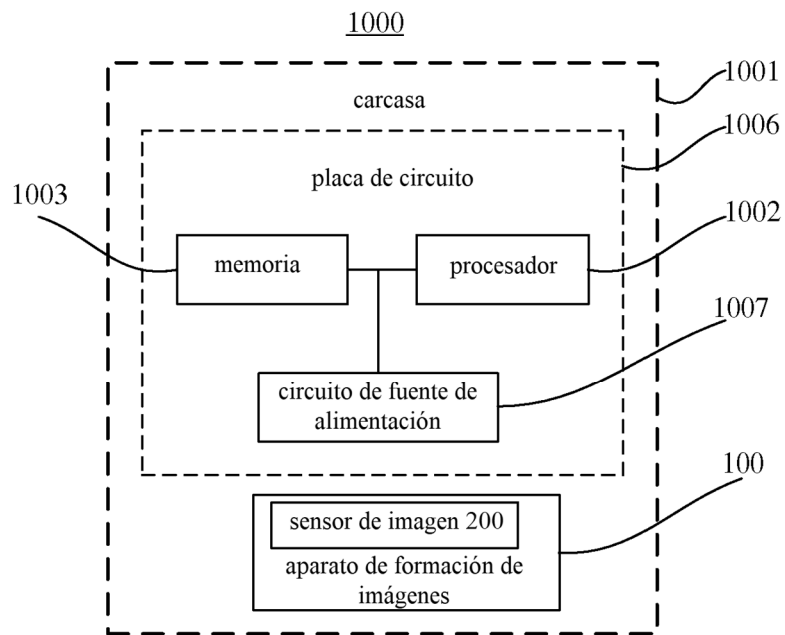 1000
1001
carcasa
1006
placa de circuito
1003
1002
memoria
procesador
1007
circuito de fuente de
alimentación
100
sensor de imagen 200
aparato de formación de
imágenes